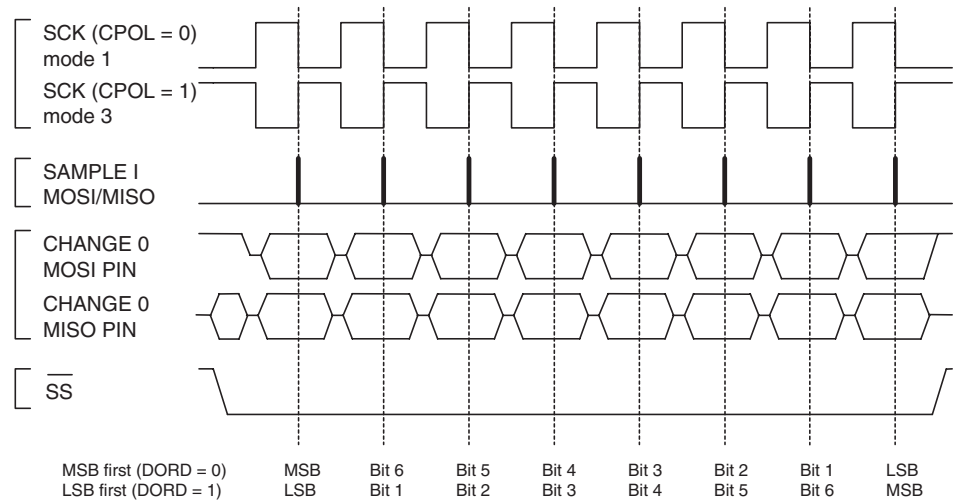 SCK (CPOL = 0)
mode 1
SCK (CPOL = 1)
mode 3
SAMPLE I
MOSI/MISO
CHANGE 0
MOSI PIN
CHANGE 0
MISO PIN
SS
MSB first (DORD = 0) MSB Bit 6 Bit 5 Bit 4 Bit 3 Bit 2 Bit 1 LSB
LSB first (DORD = 1) LSB Bit 1 Bit 2 Bit 3 Bit 4 Bit 5 Bit 6 MSB